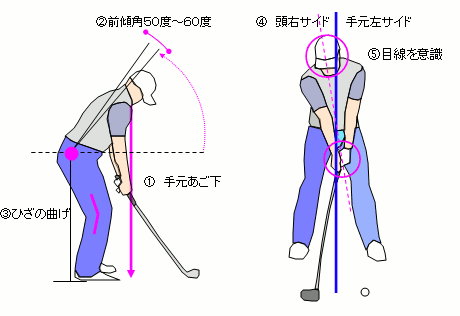 ②前傾角50度～60度
④ 頭右サイド 手元左サイド
⑤目線を意識
① 手元あご下
③ひざの曲げ